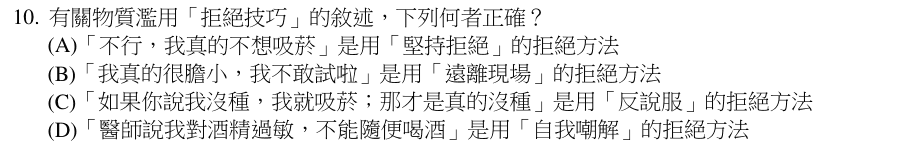 10. 有關物質濫用「拒絕技巧」的敘述，下列何者正確？
(A)「不行，我真的不想吸菸」是用「堅持拒絕」的拒絕方法
(B)「我真的很膽小，我不敢試啦」是用「遠離現場」的拒絕方法
(C)「如果你說我沒種，我就吸菸；那才是真的沒種」是用「反說服」的拒絕方法
(D)「醫師說我對酒精過敏，不能隨便喝酒」是用「自我嘲解」的拒絕方法